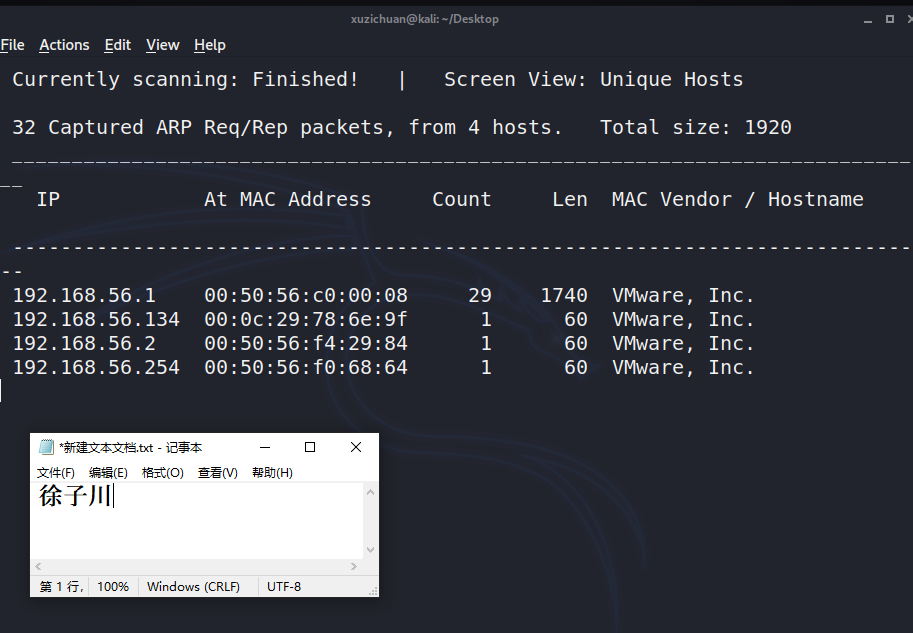 xuzichuan@kali: ~/Desktop
File Actions Edit View Help
Currently scanning: Finished! | Screen View: Unique Hosts
32 Captured ARP Req/Rep packets, from 4 hosts. Total size: 1920
_____________________________________________________________________________
IP At MAC Address Count Len MAC Vendor / Hostname
-----------------------------------------------------------------------------
192.168.56.1 00:50:56:c0:00:08 29 1740 VMware, Inc.
192.168.56.134 00:0c:29:78:6e:9f 1 60 VMware, Inc.
192.168.56.2 00:50:56:f4:29:84 1 60 VMware, Inc.
192.168.56.254 00:50:56:f0:68:64 1 60 VMware, Inc.
*新建文本文档.txt - 记事本
文件(F) 编辑(E) 格式(O) 查看(V) 帮助(H)
徐子川
第 1 行, 100% Windows (CRLF) UTF-8